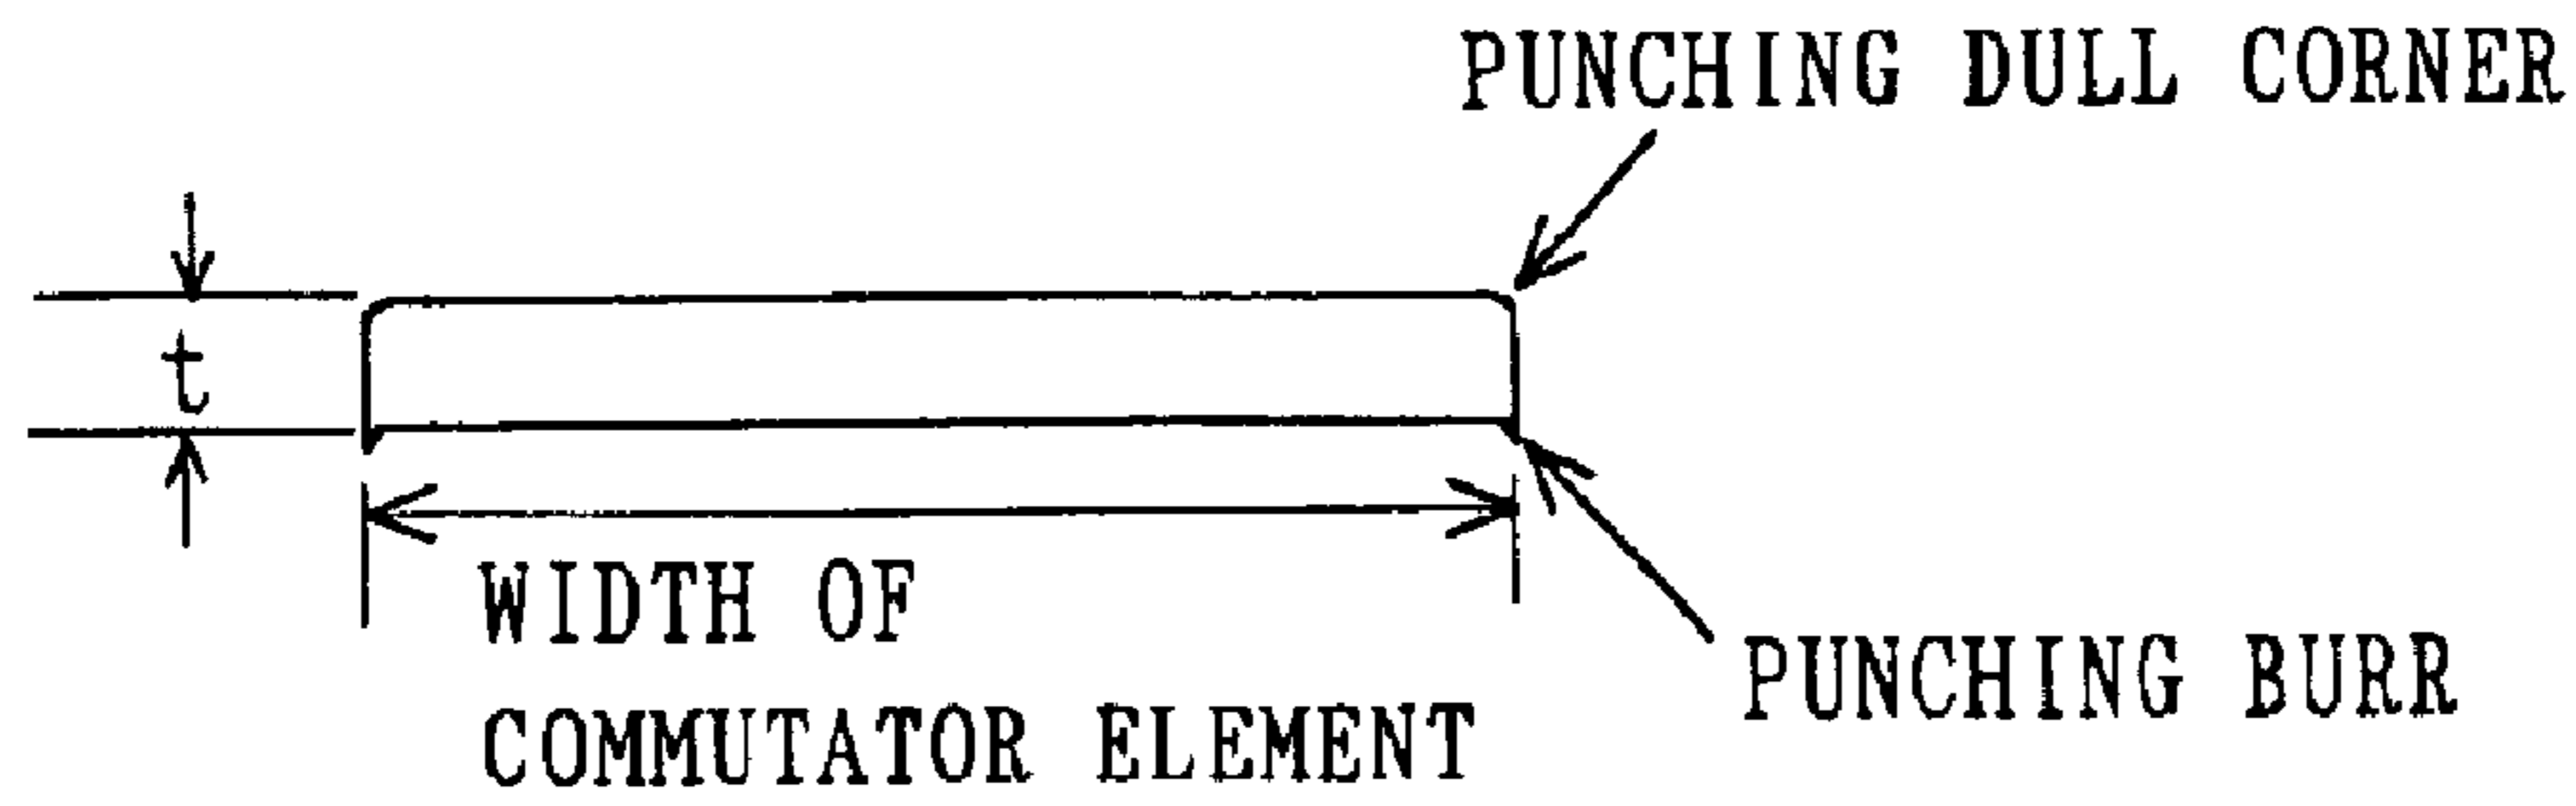 PUNCHING DULL CORNER
t
WIDTH OF
COMMUTATOR ELEMENT
PUNCHING BURR